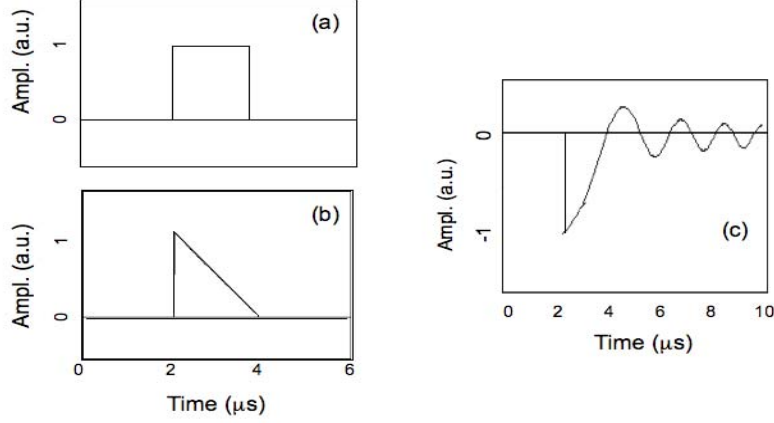 (a)
Ampl. (a.u.)
1
0
(b)
Ampl. (a.u.)
1
0
0 2 4 6
Time (μs)
(c)
Ampl. (a.u.)
0
-1
0 2 4 6 8 10
Time (μs)